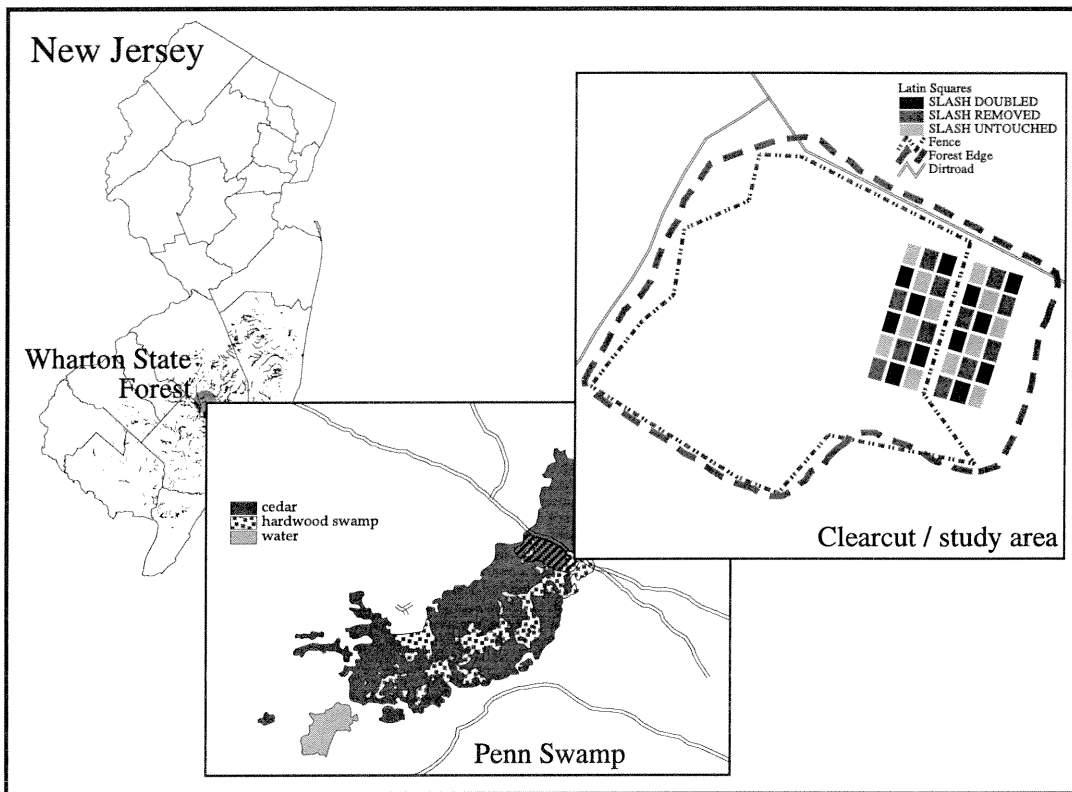 New Jersey
Wharton State
Forest
Latin Squares
SLASH DOUBLED
SLASH REMOVED
SLASH UNTOUCHED
Fence
Forest Edge
Dirtroad
Clearcut / study area
cedar
hardwood swamp
water
Penn Swamp